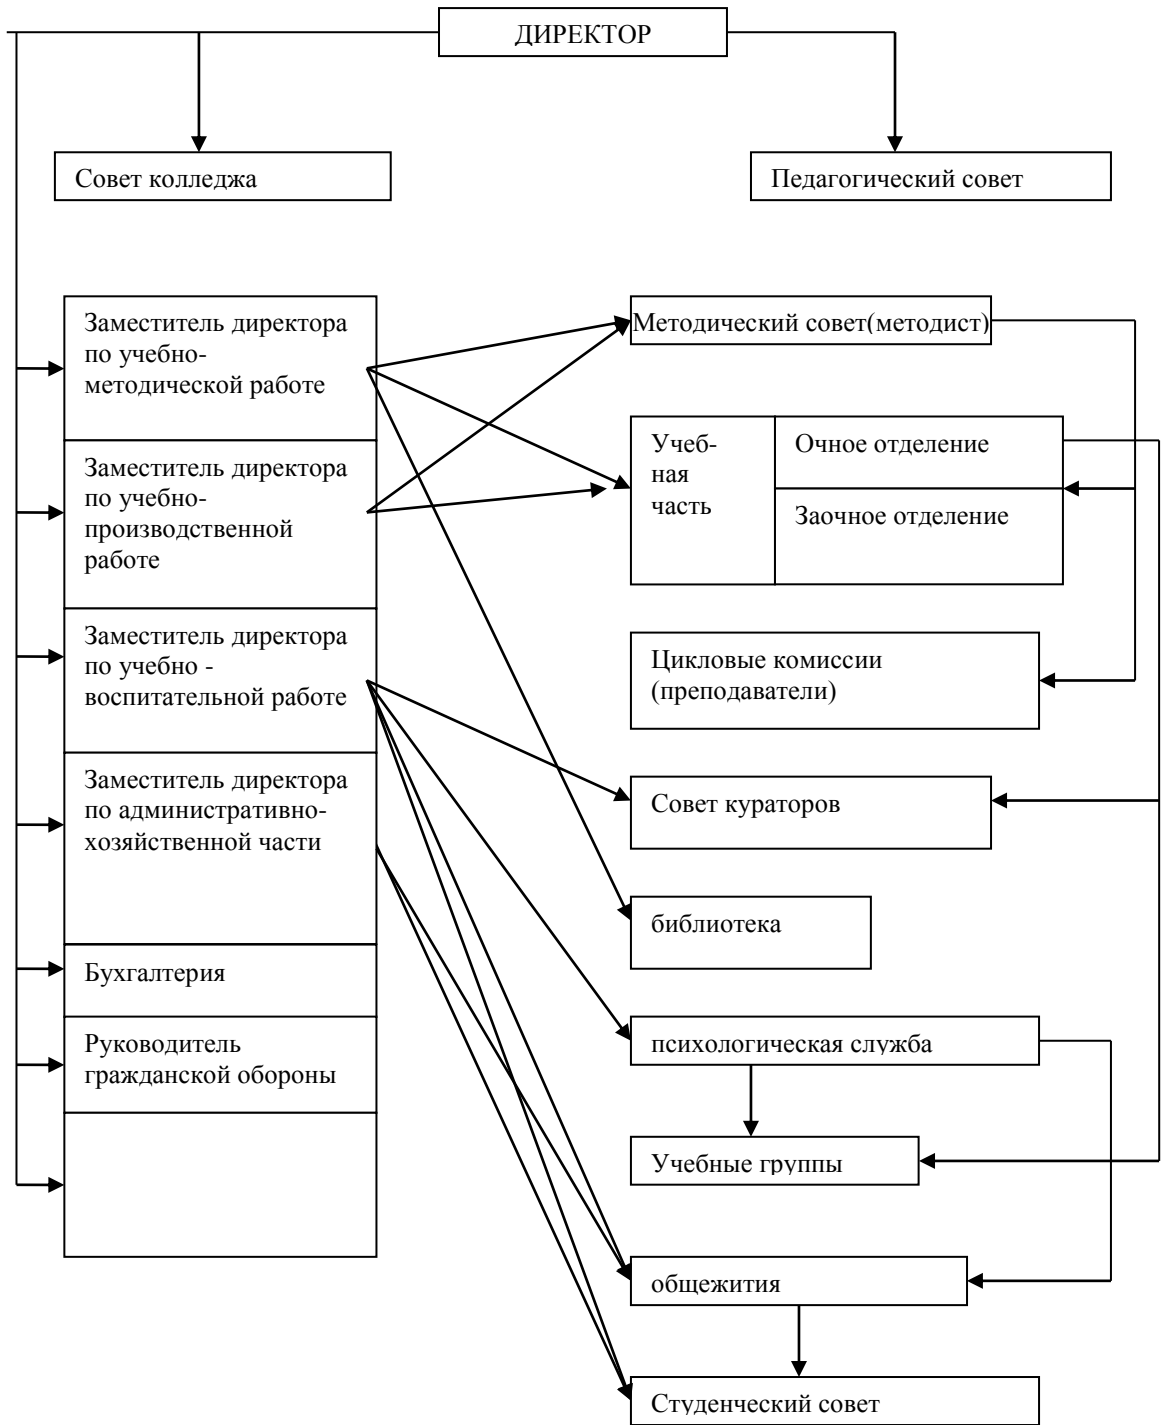 ДИРЕКТОР
Совет колледжа
Педагогический совет
Заместитель директора
по учебно-
методической работе
Заместитель директора
по учебно-
производственной
работе
Заместитель директора
по учебно -
воспитательной работе
Заместитель директора
по административно-
хозяйственной части
Бухгалтерия
Руководитель
гражданской обороны
Методический совет(методист)
Учеб-
ная
часть
Очное отделение
Заочное отделение
Цикловые комиссии
(преподаватели)
Совет кураторов
библиотека
психологическая служба
Учебные группы
общежития
Студенческий совет